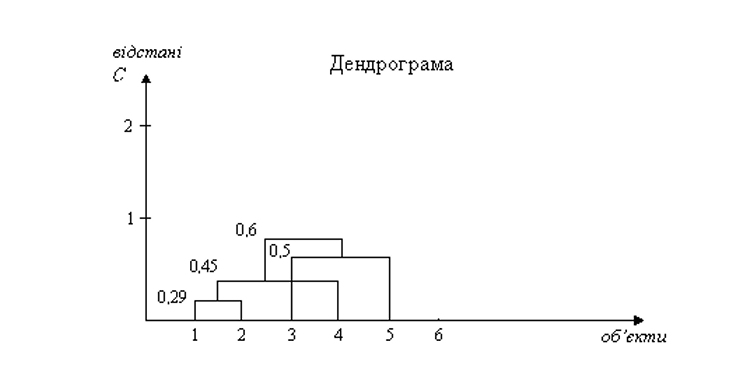 відстані
C
Дендрограма
2
1
0,6
0,5
0,45
0,29
1 2 3 4 5 6
об’єкти